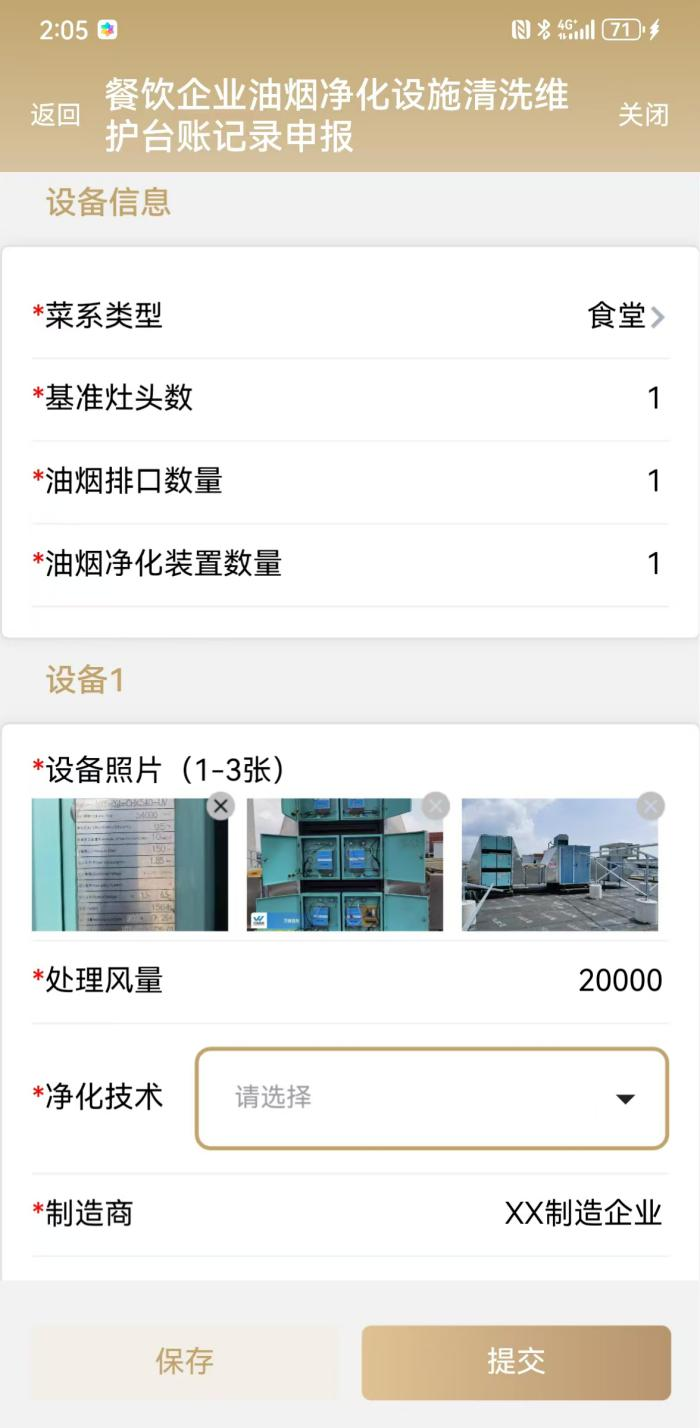 2:05
4G+
71
返回
餐饮企业油烟净化设施清洗维
护台账记录申报
关闭
设备信息
*菜系类型
食堂
*基准灶头数
1
*油烟排口数量
1
*油烟净化装置数量
1
设备1
*设备照片（1-3张）
*处理风量
20000
*净化技术
请选择
*制造商
XX制造企业
保存
提交